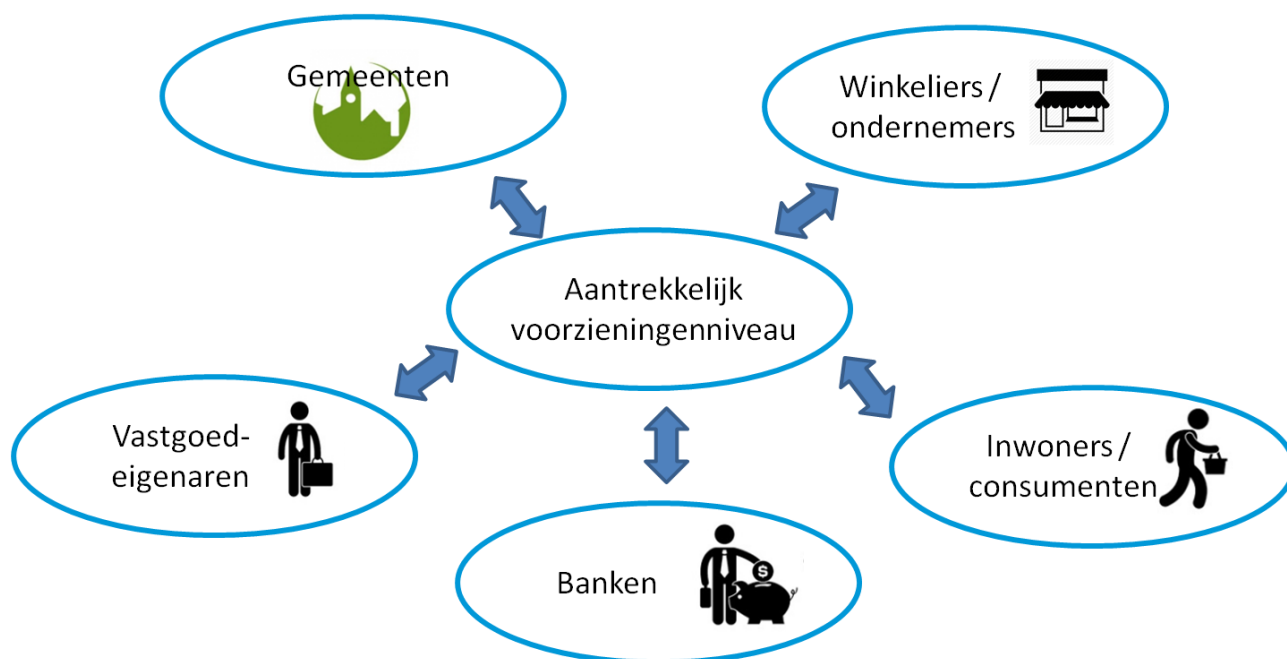 Gemeenten
Winkeliers /
ondernemers
Aantrekkelijk
voorzieningenniveau
Vastgoed-
eigenaren
Inwoners /
consumenten
Banken
S